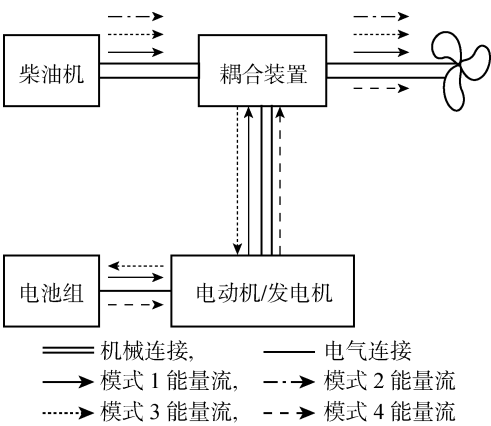 柴油机
耦合装置
电池组
电动机/发电机
机械连接, 电气连接
模式 1 能量流, 模式 2 能量流
模式 3 能量流, 模式 4 能量流